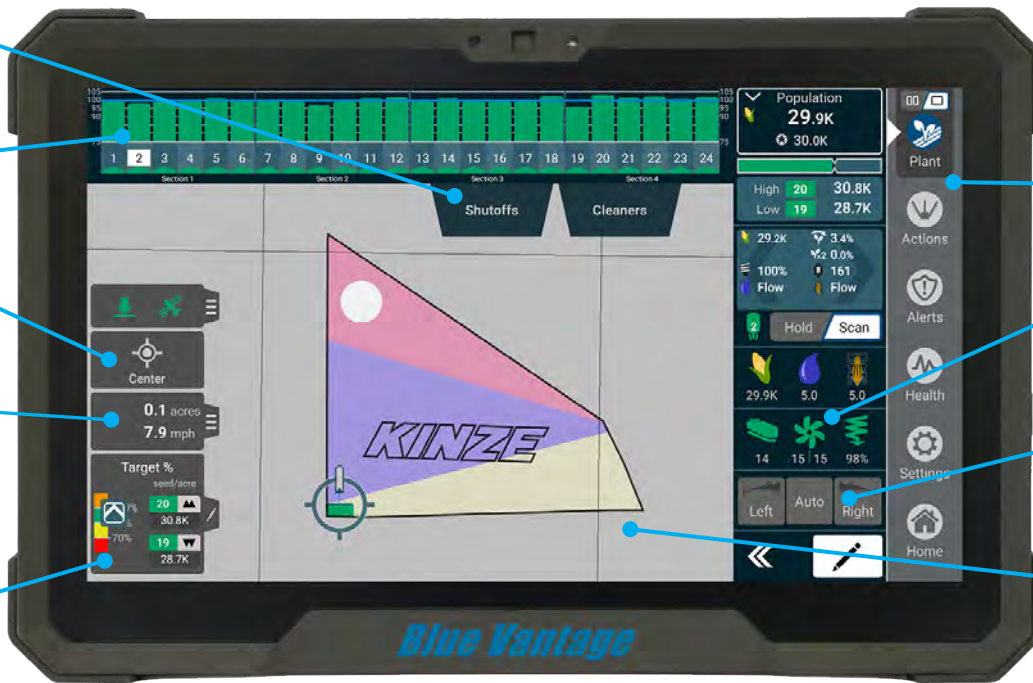 105
100
95
90
75
105
100
95
90
75
1 2 3 4 5 6 7 8 9 10 11 12 13 14 15 16 17 18 19 20 21 22 23 24
Section 1 Section 2 Section 3 Section 4
Shutoffs Cleaners
Center
0.1 acres
7.9 mph
Target %
seed/acre
20
30.8K
-70%
19
28.7K
KINZE
Population
29.9K
30.0K
High 20 30.8K
Low 19 28.7K
29.2K 3.4%
x2 0.0%
100% 161
Flow Flow
2 Hold Scan
29.9K 5.0 5.0
14 15 15 98%
Left Auto Right
Plant
Actions
Alerts
Health
Settings
Home
Blue Vantage